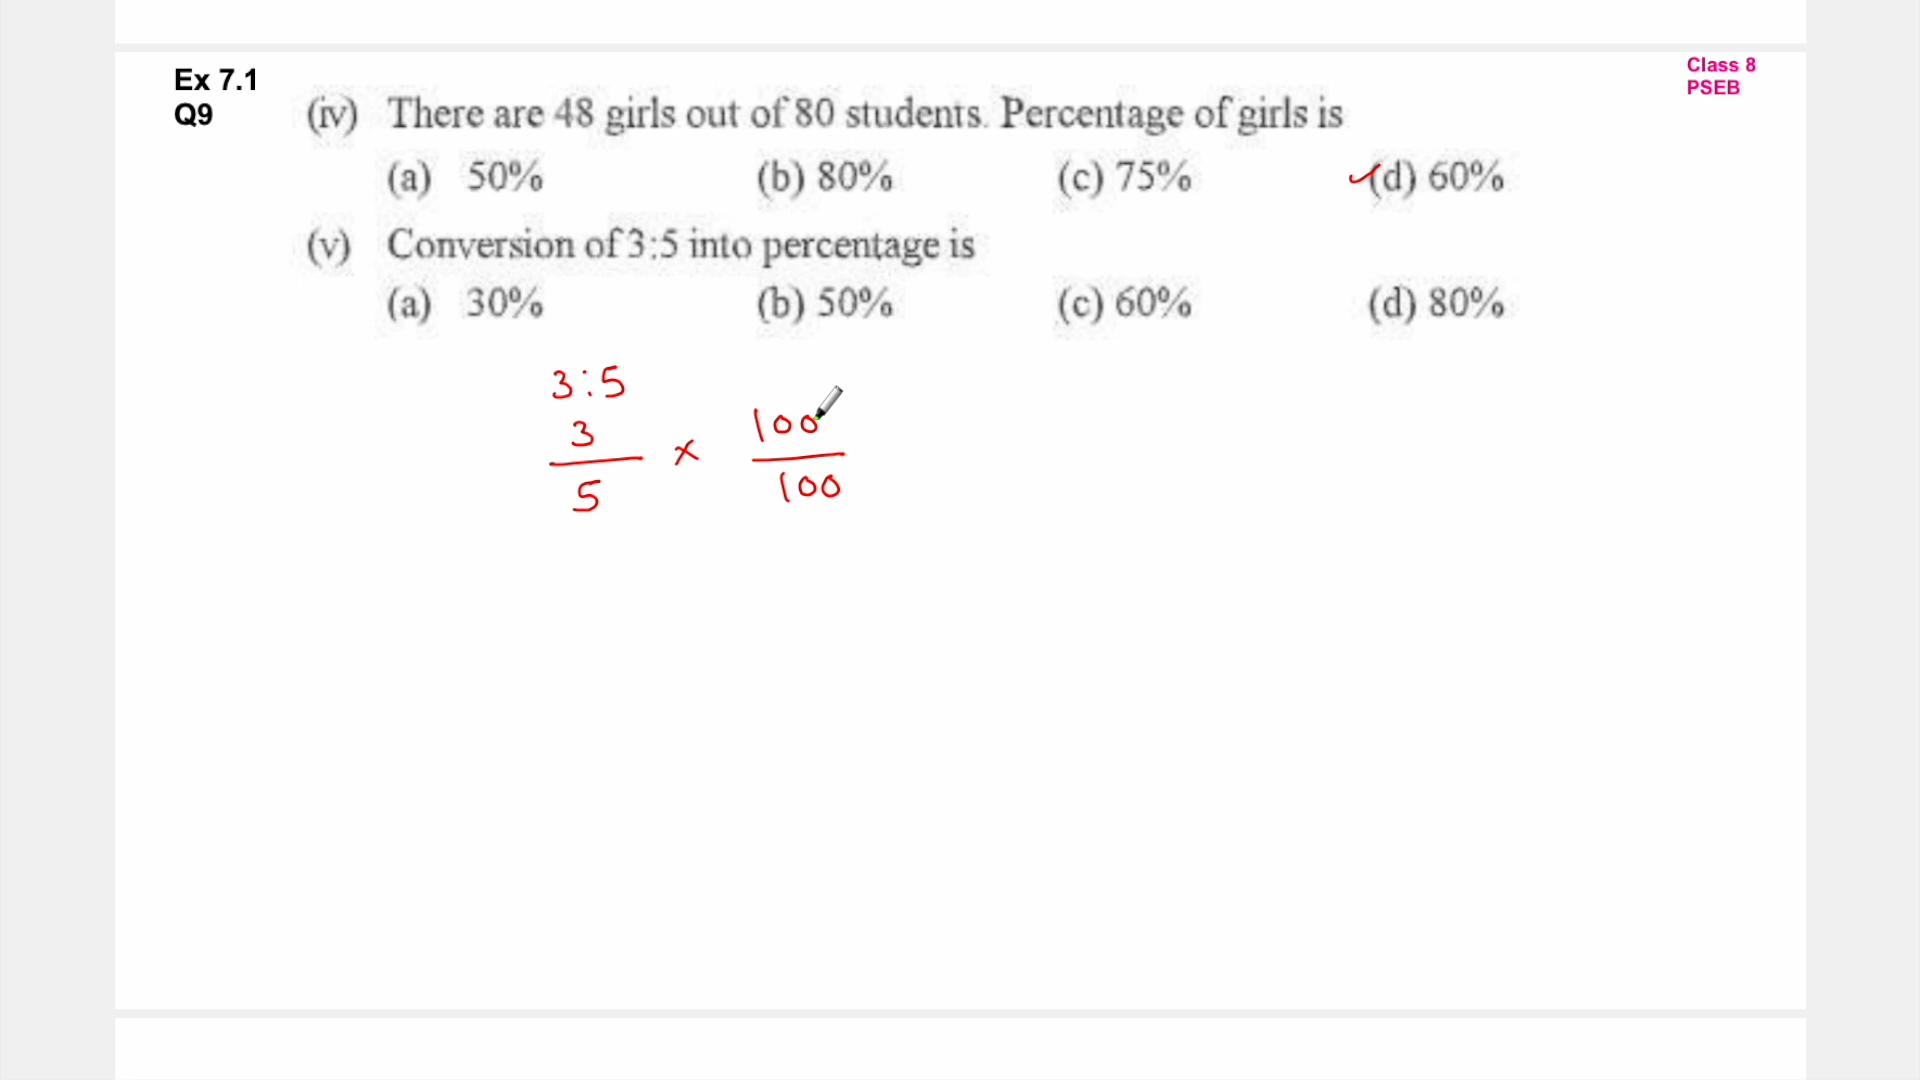 Ex 7.1
Q9
Class 8
PSEB
(iv) There are 48 girls out of 80 students. Percentage of girls is
(a) 50% (b) 80% (c) 75% (d) 60%
(v) Conversion of 3:5 into percentage is
(a) 30% (b) 50% (c) 60% (d) 80%
3:5
3 100
×
5 100